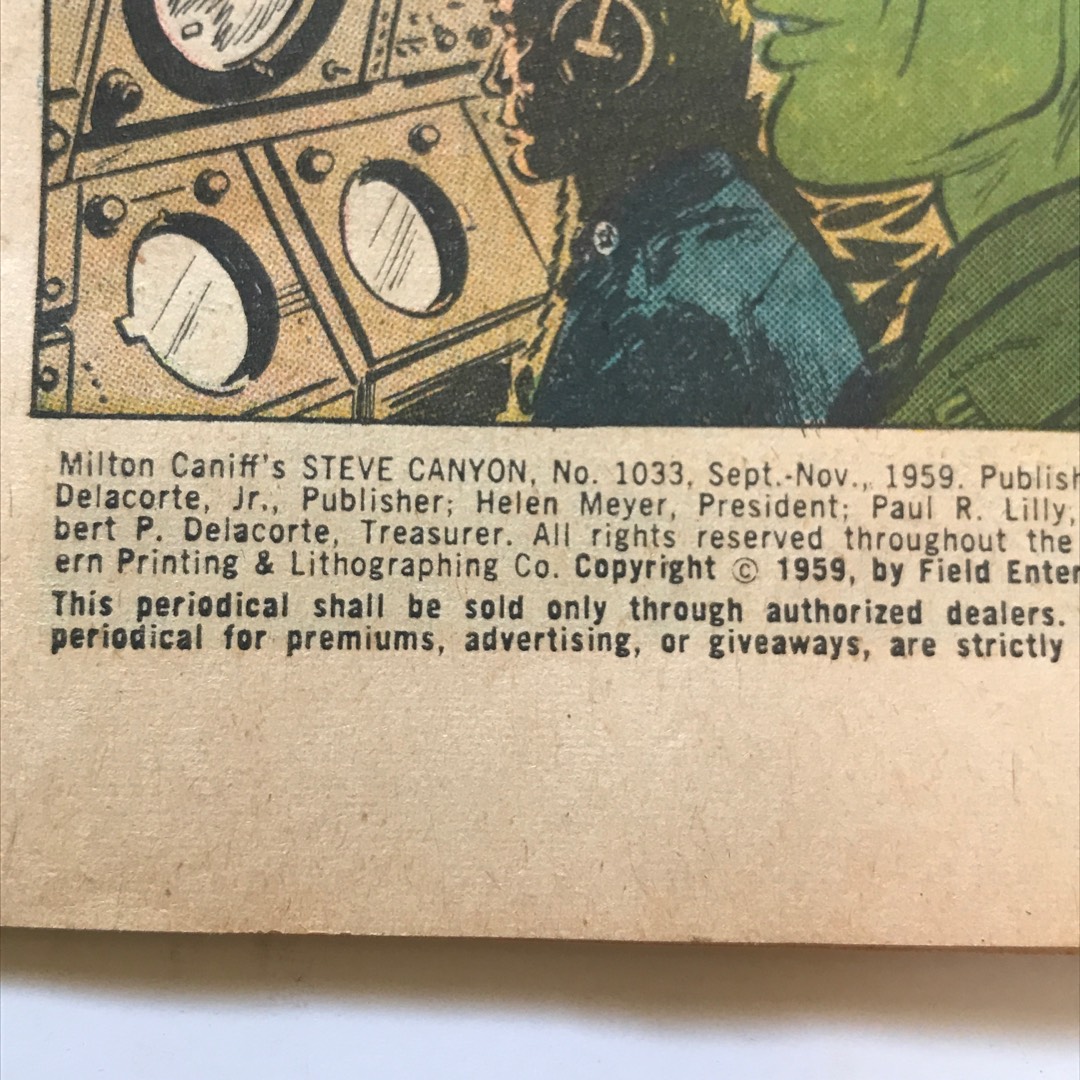 Milton Caniff's STEVE CANYON, No. 1033, Sept.-Nov., 1959. Publish
Delacorte, Jr., Publisher; Helen Meyer, President; Paul R. Lilly,
bert P. Delacorte, Treasurer. All rights reserved throughout the
ern Printing & Lithographing Co. Copyright © 1959, by Field Enter
This periodical shall be sold only through authorized dealers.
periodical for premiums, advertising, or giveaways, are strictly